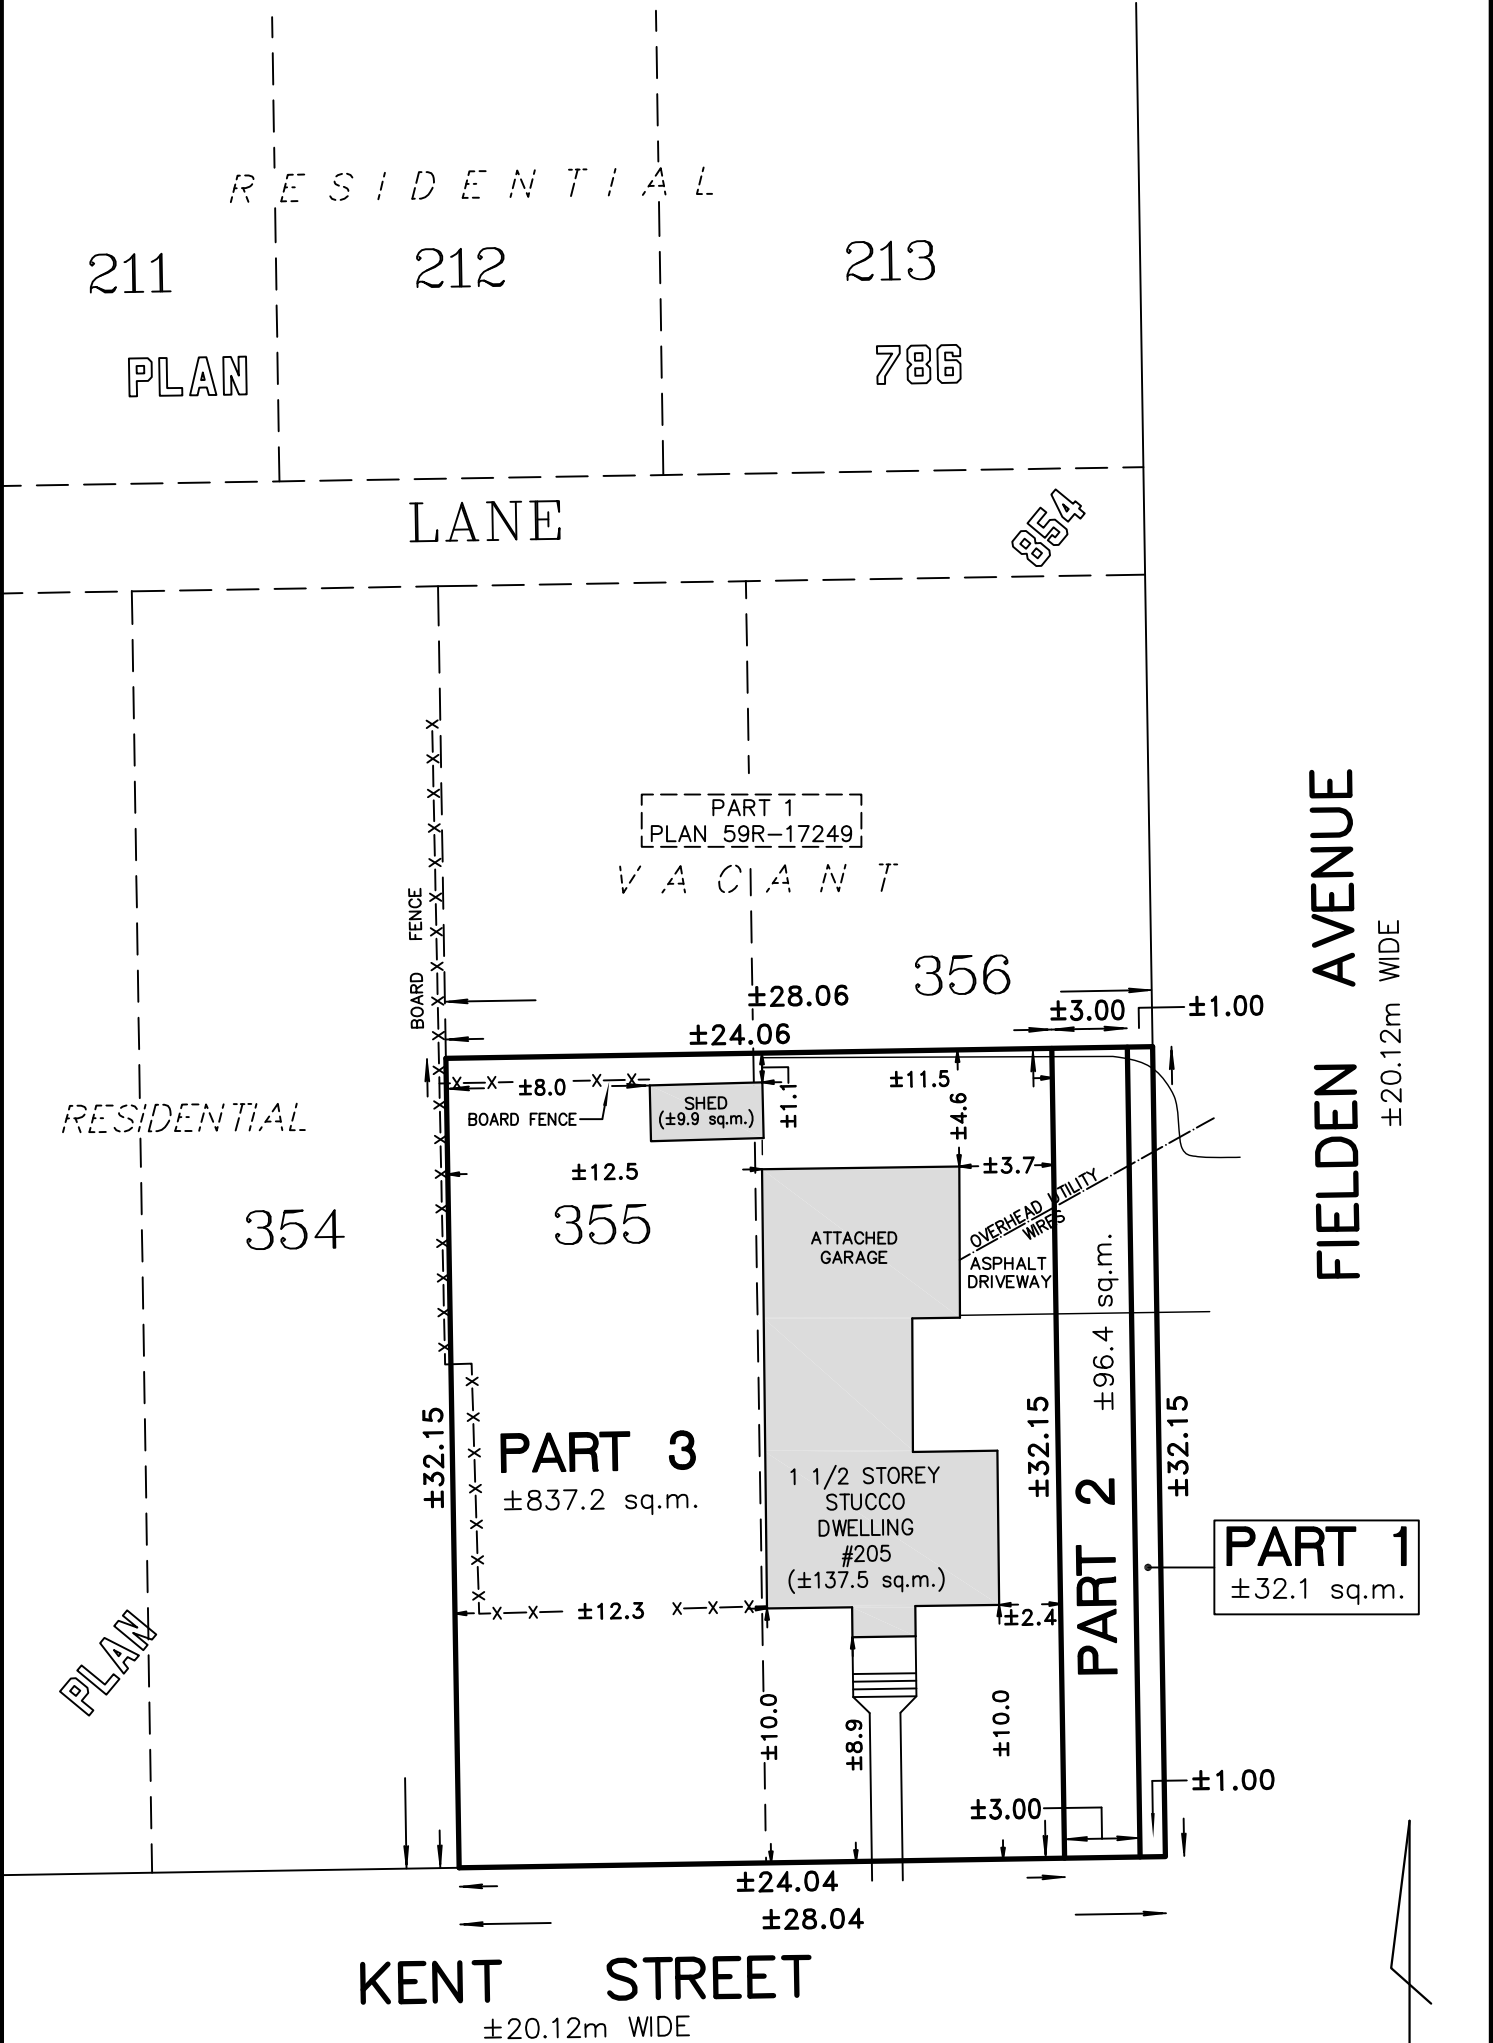 RESIDENTIAL
211
212
213
PLAN
786
LANE
854
PART 1
PLAN 59R-17249
VACANT
BOARD FENCE
356
±28.06
±3.00
±1.00
±24.06
±8.0
SHED
(±9.9 sq.m.)
±1.1
±11.5
±4.6
BOARD FENCE
RESIDENTIAL
±12.5
±3.7
OVERHEAD UTILITY
WIRES
354
355
ATTACHED
GARAGE
ASPHALT
DRIVEWAY
FIELDEN AVENUE
±20.12m WIDE
±32.15
PART 3
±837.2 sq.m.
1 1/2 STOREY
STUCCO
DWELLING
#205
(±137.5 sq.m.)
±32.15
PART 2 ±96.4 sq.m.
±32.15
PART 1
±32.1 sq.m.
±12.3
±2.4
PLAN
±10.0
±8.9
±10.0
±3.00
±1.00
±24.04
±28.04
KENT STREET
±20.12m WIDE